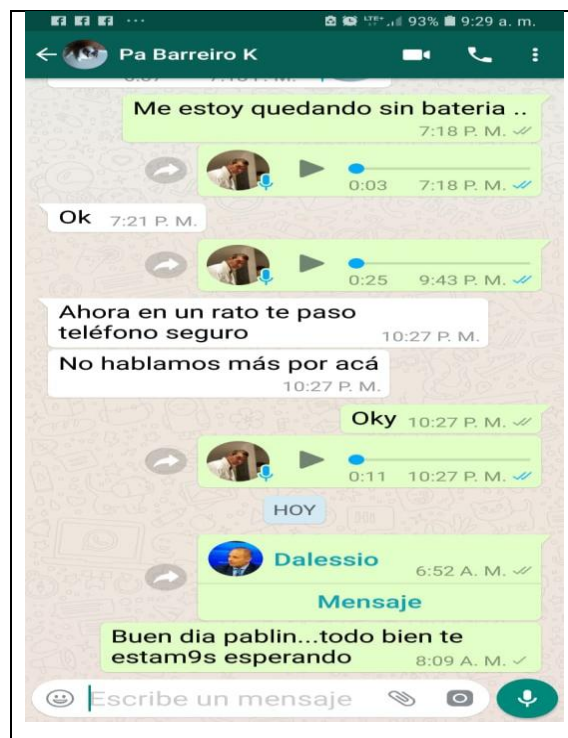 LTE+ 93% 9:29 a. m.
Pa Barreiro K
Me estoy quedando sin bateria ..
7:18 P. M.
0:03 7:18 P. M.
Ok 7:21 P. M.
0:25 9:43 P. M.
Ahora en un rato te paso
teléfono seguro 10:27 P. M.
No hablamos más por acá
10:27 P. M.
Oky 10:27 P. M.
0:11 10:27 P. M.
HOY
Dalessio
6:52 A. M.
Mensaje
Buen dia pablin...todo bien te
estam9s esperando 8:09 A. M.
Escribe un mensaje